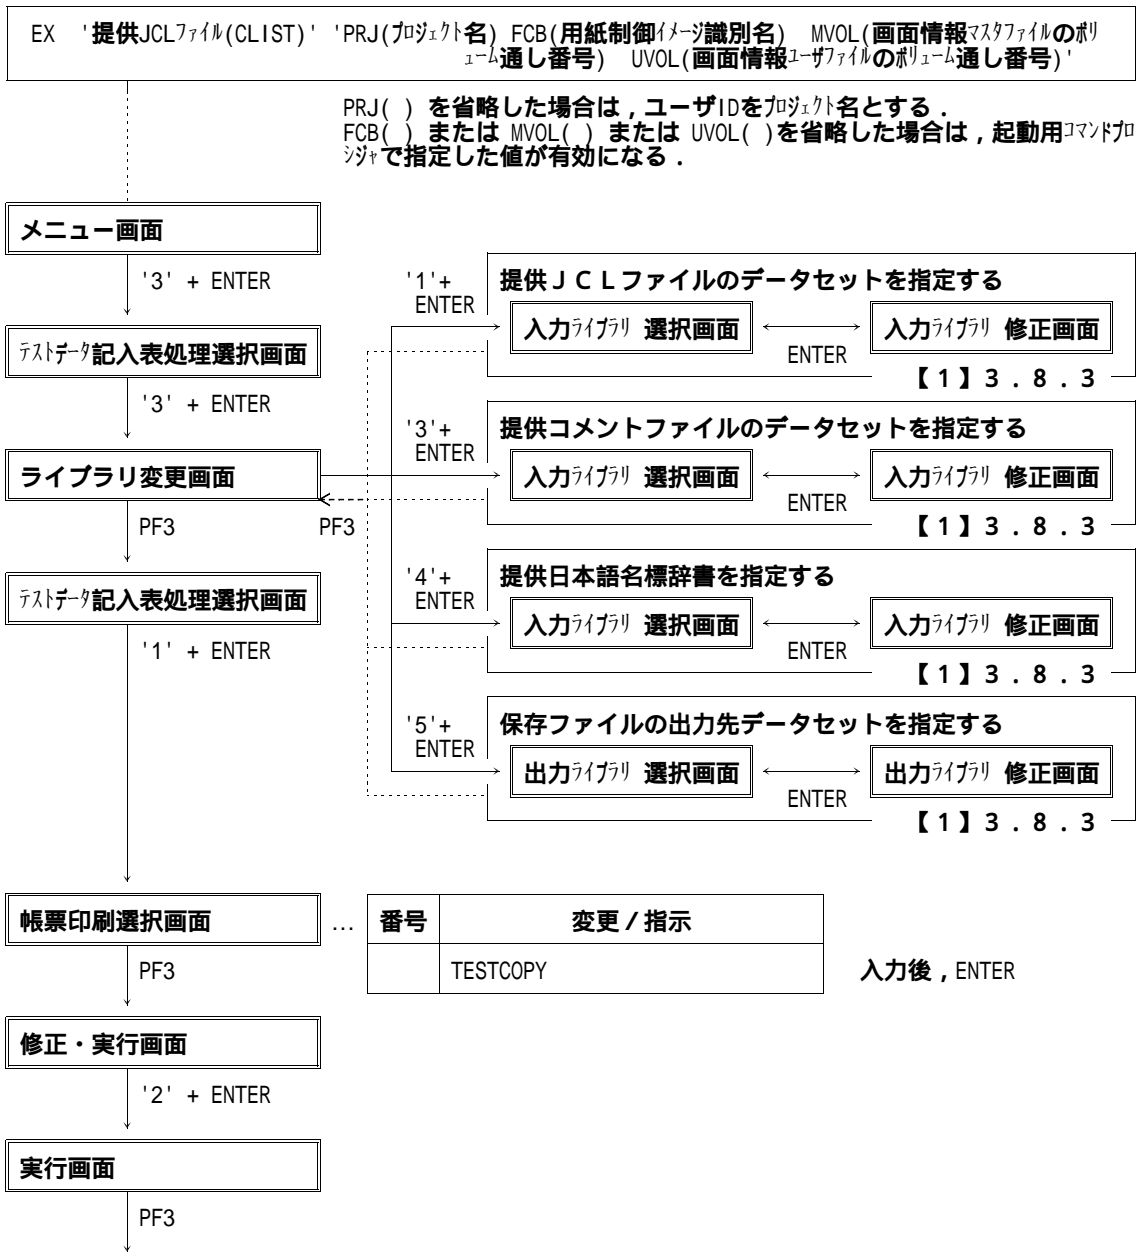 EX '提供JCLﾌｧｲﾙ(CLIST)' 'PRJ(ﾌﾟﾛｼﾞｪｸﾄ名) FCB(用紙制御ｲﾒｰｼﾞ識別名) MVOL(画面情報ﾏｽﾀﾌｧｲﾙのﾎﾞﾘ
ｭｰﾑ通し番号) UVOL(画面情報ﾕｰｻﾞﾌｧｲﾙのﾎﾞﾘｭｰﾑ通し番号)'
PRJ( ) を省略した場合は，ユーザIDをﾌﾟﾛｼﾞｪｸﾄ名とする．
FCB( ) または MVOL( ) または UVOL( )を省略した場合は，起動用ｺﾏﾝﾄﾞﾌﾟﾛ
ｼｼﾞｬで指定した値が有効になる．
メニュー画面
'3' + ENTER
ﾃｽﾄﾃﾞｰﾀ記入表処理選択画面
'3' + ENTER
ライブラリ変更画面
PF3
PF3
ﾃｽﾄﾃﾞｰﾀ記入表処理選択画面
'1' + ENTER
'1'+
ENTER
提供ＪＣＬファイルのデータセットを指定する
入力ﾗｲﾌﾞﾗﾘ 選択画面
ENTER
入力ﾗｲﾌﾞﾗﾘ 修正画面
【１】３．８．３
'3'+
ENTER
提供コメントファイルのデータセットを指定する
入力ﾗｲﾌﾞﾗﾘ 選択画面
ENTER
入力ﾗｲﾌﾞﾗﾘ 修正画面
【１】３．８．３
'4'+
ENTER
提供日本語名標辞書を指定する
入力ﾗｲﾌﾞﾗﾘ 選択画面
ENTER
入力ﾗｲﾌﾞﾗﾘ 修正画面
【１】３．８．３
'5'+
ENTER
保存ファイルの出力先データセットを指定する
出力ﾗｲﾌﾞﾗﾘ 選択画面
ENTER
出力ﾗｲﾌﾞﾗﾘ 修正画面
【１】３．８．３
帳票印刷選択画面 …
番号 変更／指示
TESTCOPY
入力後，ENTER
PF3
修正・実行画面
'2' + ENTER
実行画面
PF3